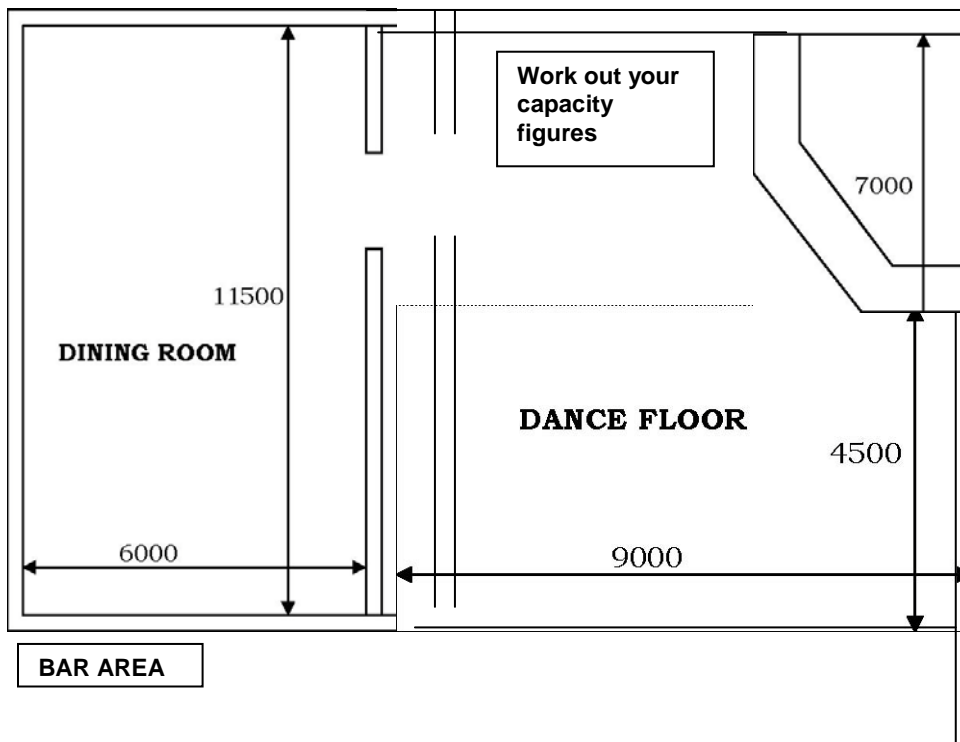 Work out your
capacity
figures
7000
11500
DINING ROOM
DANCE FLOOR
4500
6000
9000
BAR AREA